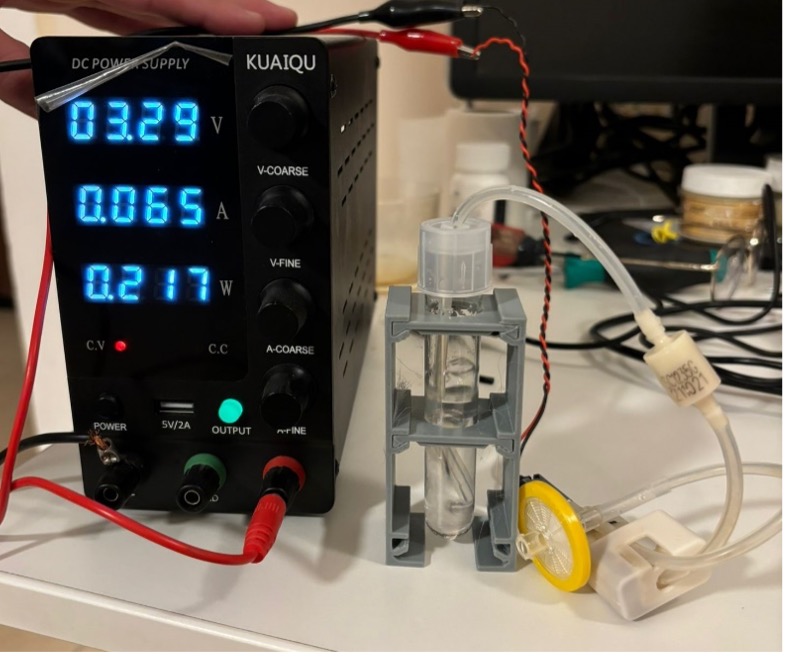 DC POWER SUPPLY
KUAIQU
03.29 V
V-COARSE
0.065 A
V-FINE
0.217 W
C.V
C.C
A-COARSE
POWER
5V/2A
OUTPUT
A-FINE